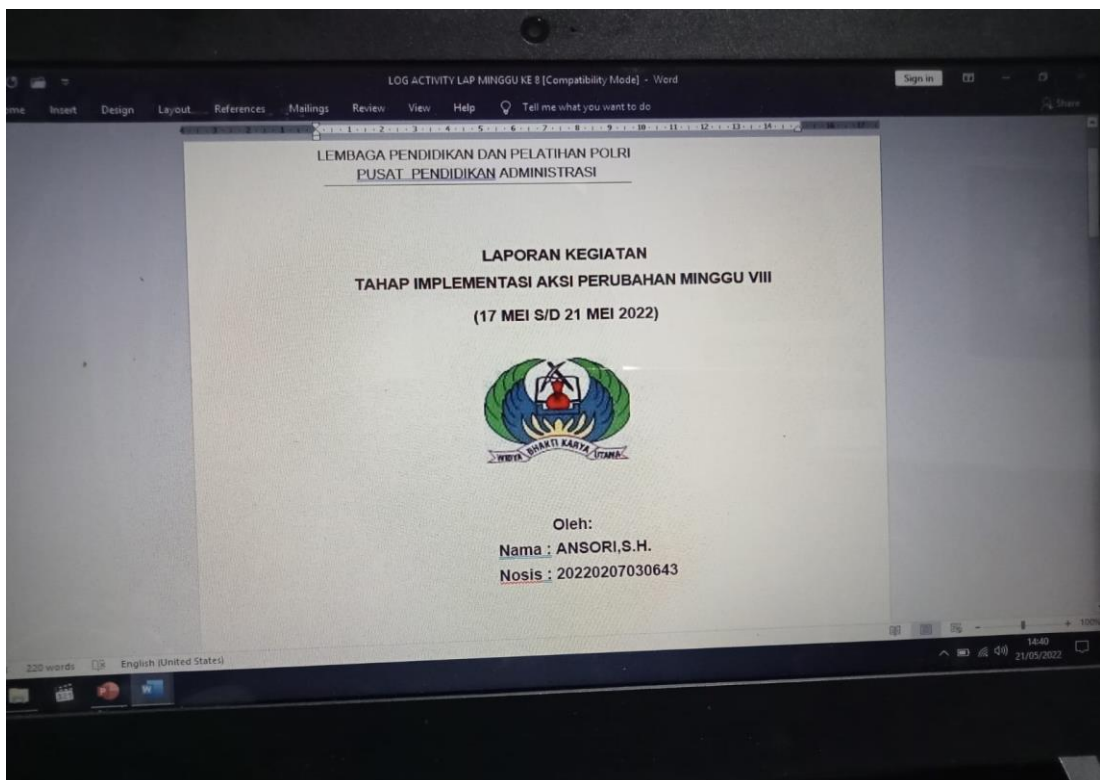 LOG ACTIVITY LAP MINGGU KE 8 [Compatibility Mode] - Word
Sign in
Insert Design Layout References Mailings Review View Help Tell me what you want to do
Share
LEMBAGA PENDIDIKAN DAN PELATIHAN POLRI
PUSAT PENDIDIKAN ADMINISTRASI
LAPORAN KEGIATAN
TAHAP IMPLEMENTASI AKSI PERUBAHAN MINGGU VIII
(17 MEI S/D 21 MEI 2022)
WIDYA BHAKTI KARYA UTAMA
Oleh:
Nama : ANSORI,S.H.
Nosis : 20220207030643
220 words English (United States)
100%
14:40
21/05/2022